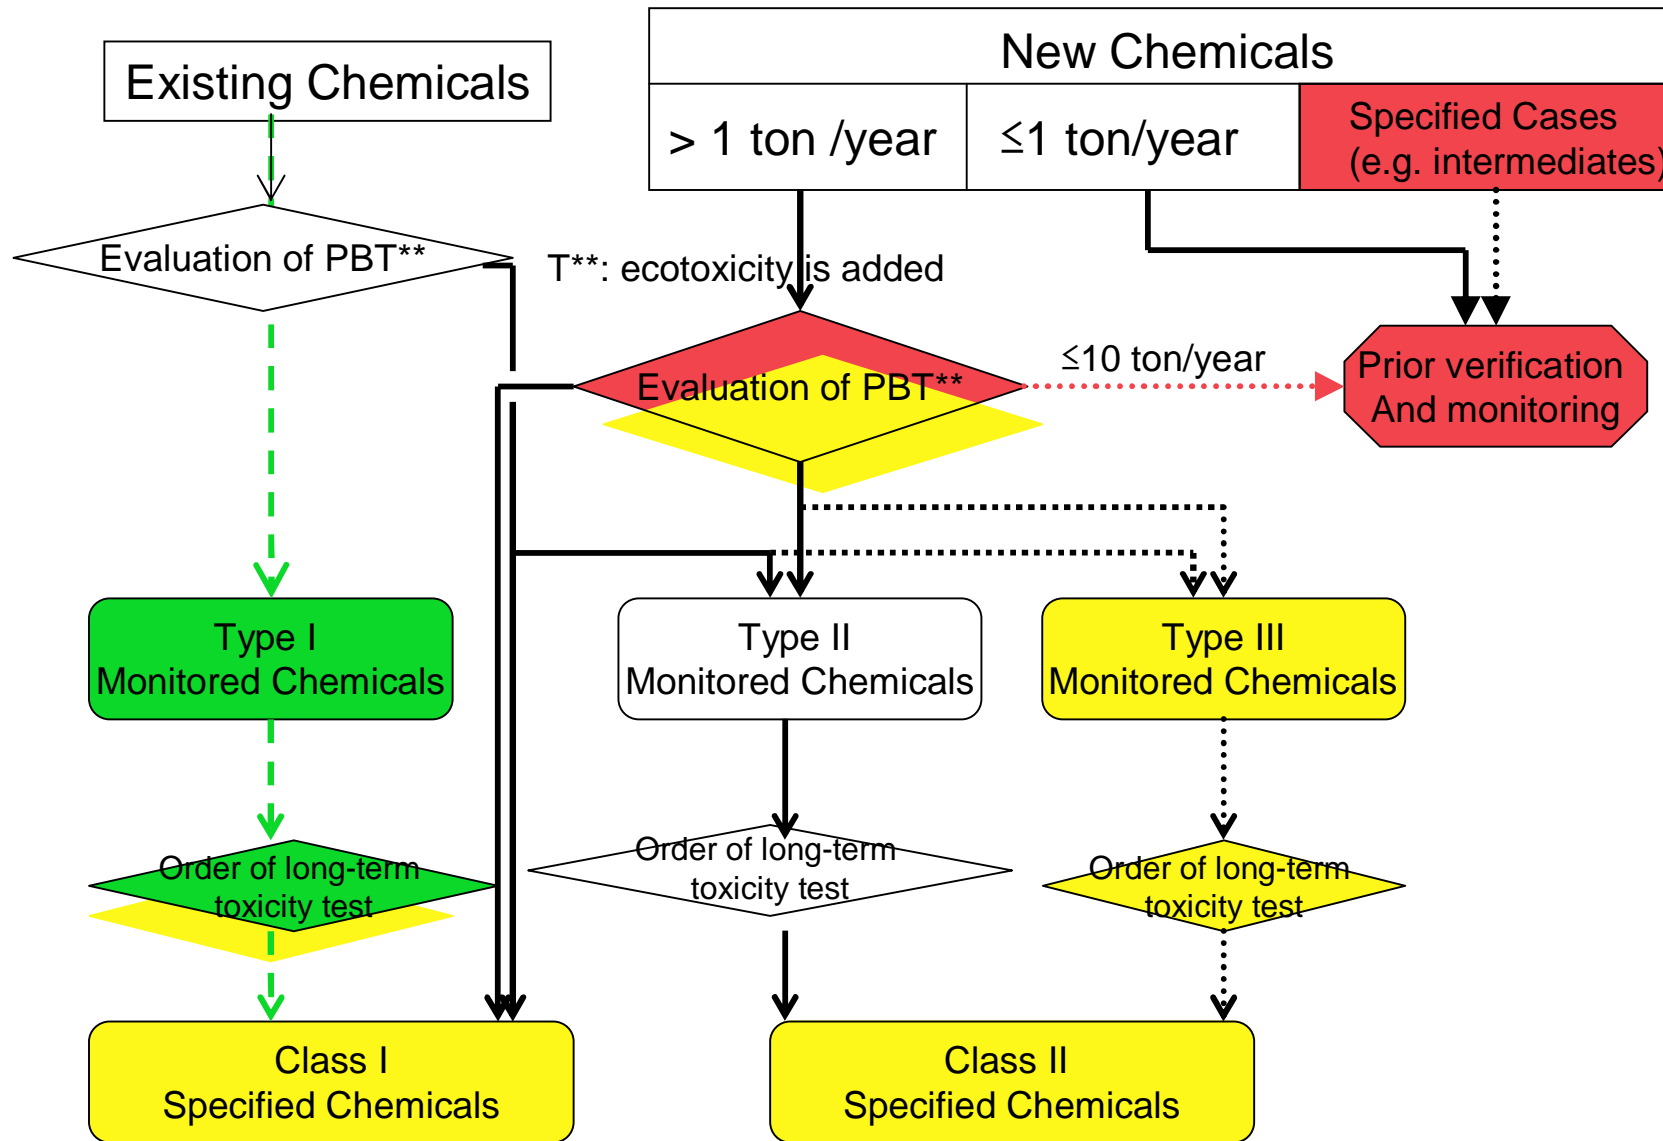 Existing Chemicals
New Chemicals
> 1 ton /year
≤1 ton/year
Specified Cases
(e.g. intermediates)
Evaluation of PBT**
T**: ecotoxicity is added
Evaluation of PBT**
≤10 ton/year
Prior verification
And monitoring
Type I
Monitored Chemicals
Type II
Monitored Chemicals
Type III
Monitored Chemicals
Order of long-term
toxicity test
Order of long-term
toxicity test
Order of long-term
toxicity test
Class I
Specified Chemicals
Class II
Specified Chemicals